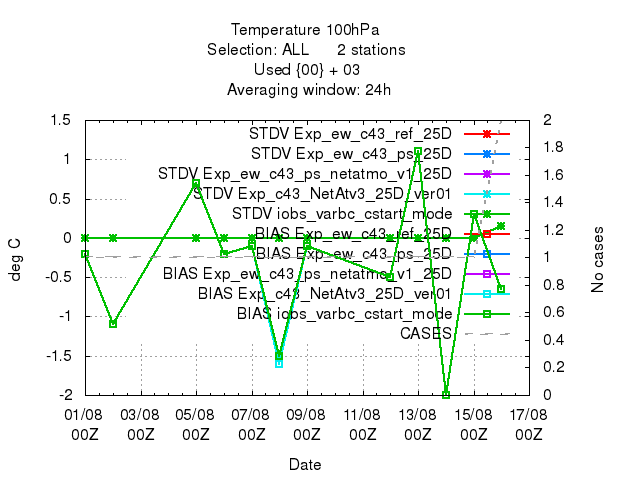 Temperature 100hPa
Selection: ALL 2 stations
Used {00} + 03
Averaging window: 24h
STDV Exp_ew_c43_ref_25D
STDV Exp_ew_c43_ps_25D
STDV Exp_ew_c43_ps_netatmo_v1_25D
STDV Exp_c43_NetAtv3_25D_ver01
STDV iobs_varbc_cstart_mode
BIAS Exp_ew_c43_ref_25D
BIAS Exp_ew_c43_ps_25D
BIAS Exp_ew_c43_ps_netatmo_v1_25D
BIAS Exp_c43_NetAtv3_25D_ver01
BIAS iobs_varbc_cstart_mode
CASES
deg C
1.5
1
0.5
0
-0.5
-1
-1.5
-2
2
1.8
1.6
1.4
1.2
1
0.8
0.6
0.4
0.2
0
No cases
01/08 03/08 05/08 07/08 09/08 11/08 13/08 15/08 17/08
00Z 00Z 00Z 00Z 00Z 00Z 00Z 00Z 00Z
Date